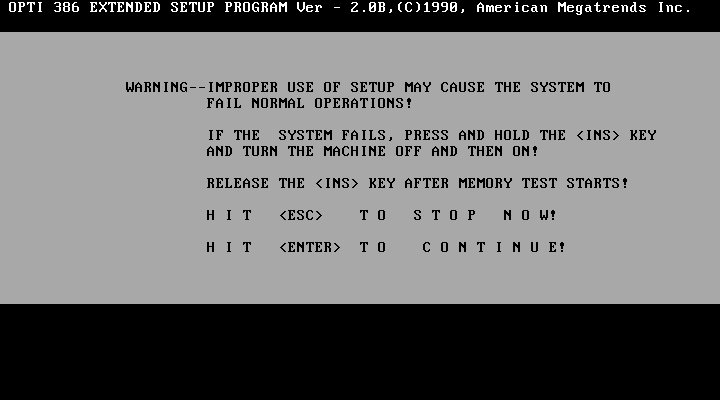 OPTI 386 EXTENDED SETUP PROGRAM Ver - 2.0B,(C)1990, American Megatrends Inc.
WARNING--IMPROPER USE OF SETUP MAY CAUSE THE SYSTEM TO
FAIL NORMAL OPERATIONS!
IF THE  SYSTEM FAILS, PRESS AND HOLD THE <INS> KEY
AND TURN THE MACHINE OFF AND THEN ON!
RELEASE THE <INS> KEY AFTER MEMORY TEST STARTS!
H I T   <ESC>    T O   S T O P   N O W!
H I T   <ENTER>  T O    C O N T I N U E!